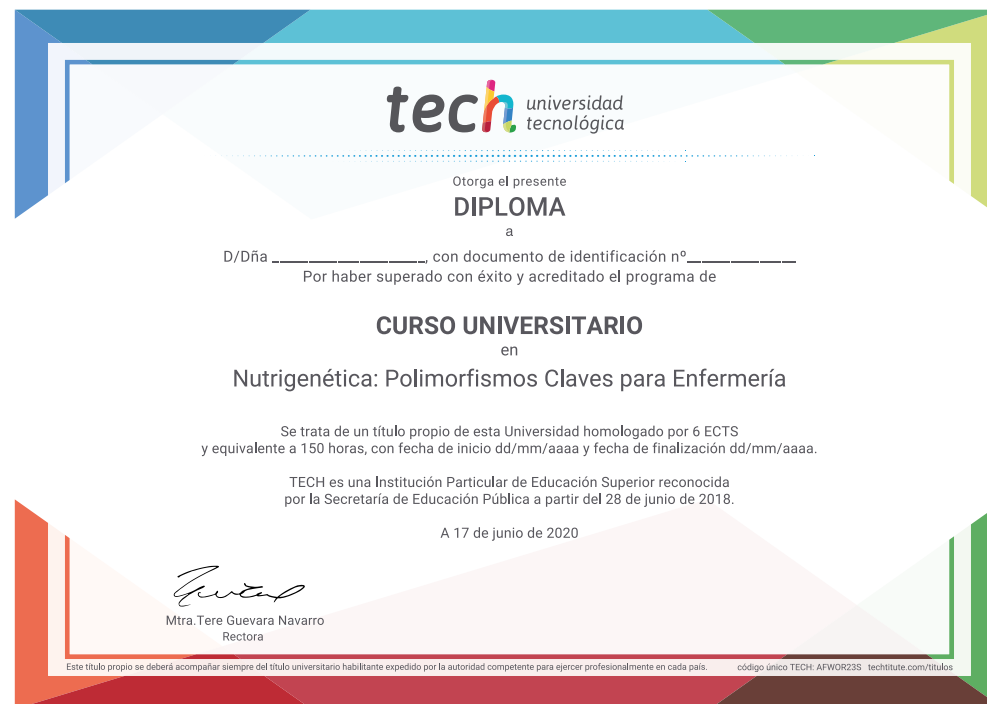 tech universidad
tecnológica
Otorga el presente
DIPLOMA
a
D/Dña ______________________, con documento de identificación nº________________
Por haber superado con éxito y acreditado el programa de
CURSO UNIVERSITARIO
en
Nutrigenética: Polimorfismos Claves para Enfermería
Se trata de un título propio de esta Universidad homologado por 6 ECTS
y equivalente a 150 horas, con fecha de inicio dd/mm/aaaa y fecha de finalización dd/mm/aaaa.
TECH es una Institución Particular de Educación Superior reconocida
por la Secretaría de Educación Pública a partir del 28 de junio de 2018.
A 17 de junio de 2020
Mtra.Tere Guevara Navarro
Rectora
Este título propio se deberá acompañar siempre del título universitario habilitante expedido por la autoridad competente para ejercer profesionalmente en cada país. código único TECH: AFWOR23S techtitute.com/titulos